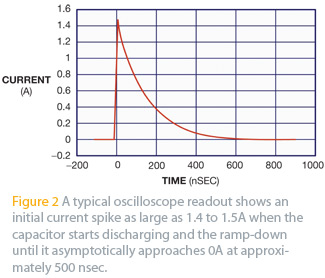 1.6
1.4
1.2
1
0.8
0.6
0.4
0.2
0
–0.2
CURRENT
(A)
–200 0 200 400 600 800 1000
TIME (nSEC)
Figure 2 A typical oscilloscope readout shows an
initial current spike as large as 1.4 to 1.5A when the
capacitor starts discharging and the ramp-down
until it asymptotically approaches 0A at approxi-
mately 500 nsec.